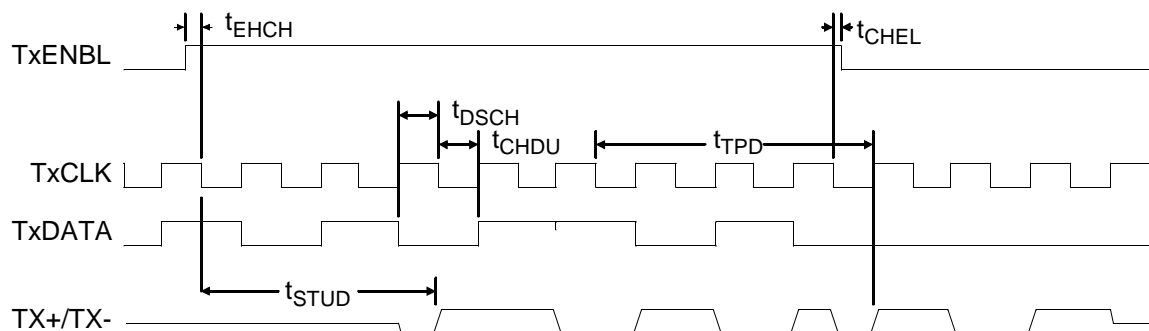 tEHCH
TxENBL
tCHEL
tDSCH
tCHDU
tTPD
TxCLK
TxDATA
tSTUD
TX+/TX-